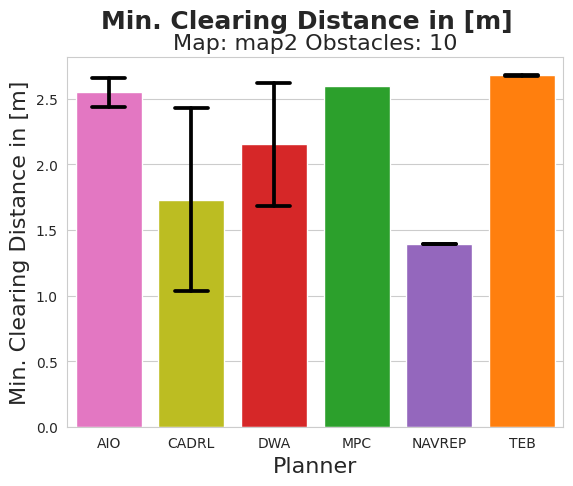 Min. Clearing Distance in [m]
Map: map2 Obstacles: 10
Min. Clearing Distance in [m]
2.5
2.0
1.5
1.0
0.5
0.0
AIO CADRL DWA MPC NAVREP TEB
Planner